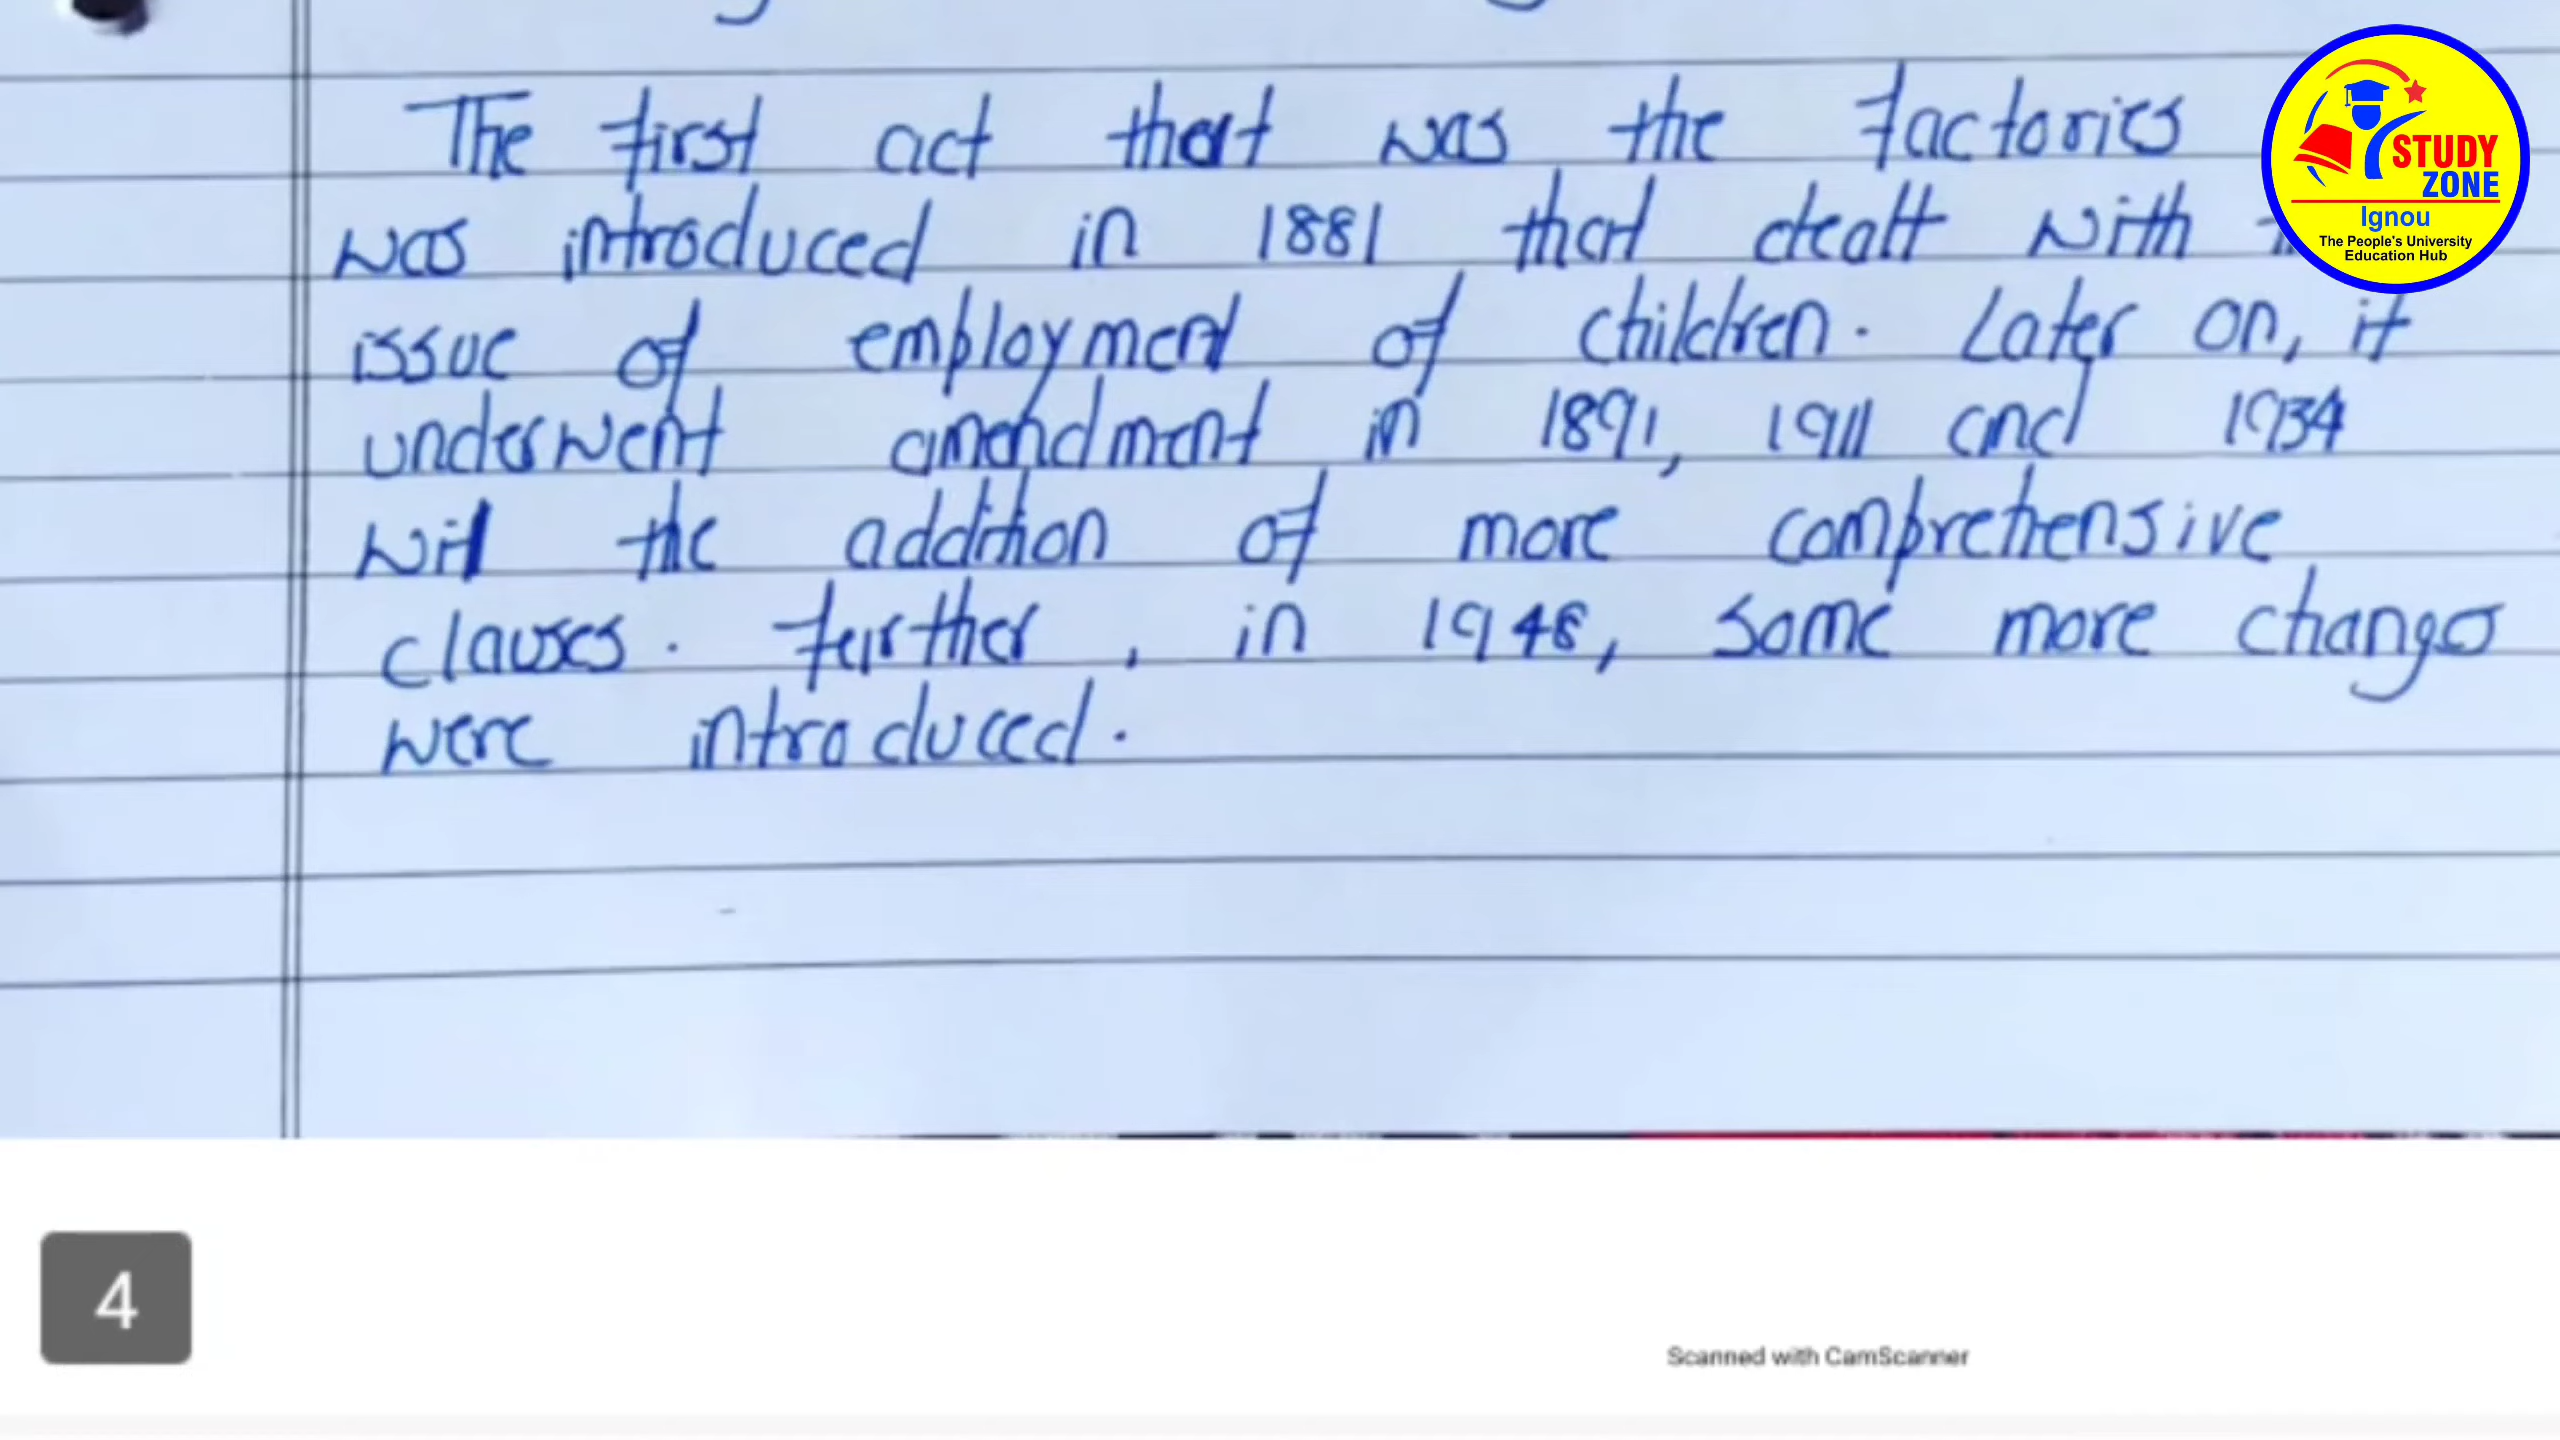 The first act that was the Factories
was introduced in 1881 that dealt with
issue of employment of children. Later on, it
underwent amendment in 1891, 1911 and 1934
wit the addition of more comprehensive
clauses. Further, in 1948, some more changes
were introduced.
STUDY
ZONE
Ignou
The People's University
Education Hub
4
Scanned with CamScanner